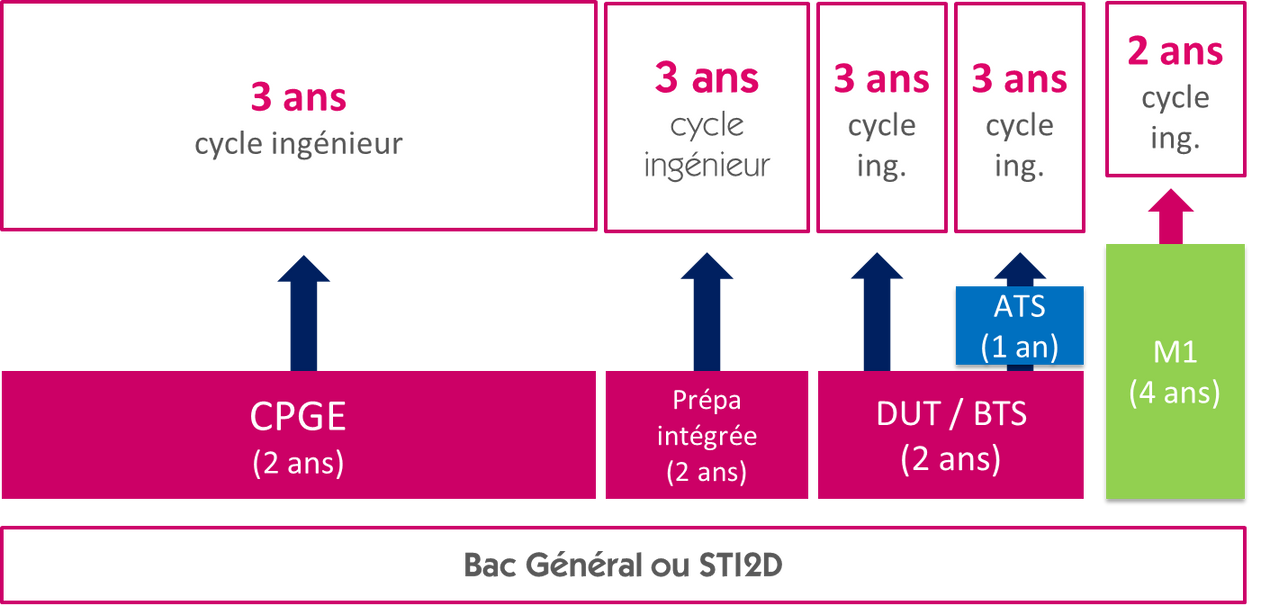 3 ans
cycle ingénieur
3 ans
cycle
ingénieur
3 ans
cycle
ing.
3 ans
cycle
ing.
2 ans
cycle
ing.
ATS
(1 an)
M1
(4 ans)
CPGE
(2 ans)
Prépa
intégrée
(2 ans)
DUT / BTS
(2 ans)
Bac Général ou STI2D